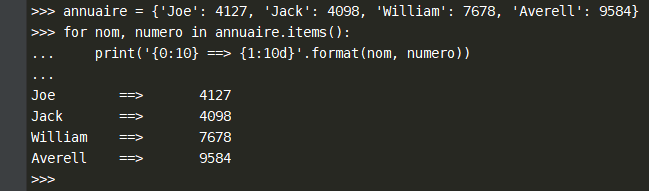 >>> annuaire = {'Joe': 4127, 'Jack': 4098, 'William': 7678, 'Averell': 9584}
>>> for nom, numero in annuaire.items():
...     print('{0:10} ==> {1:10d}'.format(nom, numero))
...
Joe        ==>       4127
Jack       ==>       4098
William    ==>       7678
Averell    ==>       9584
>>>